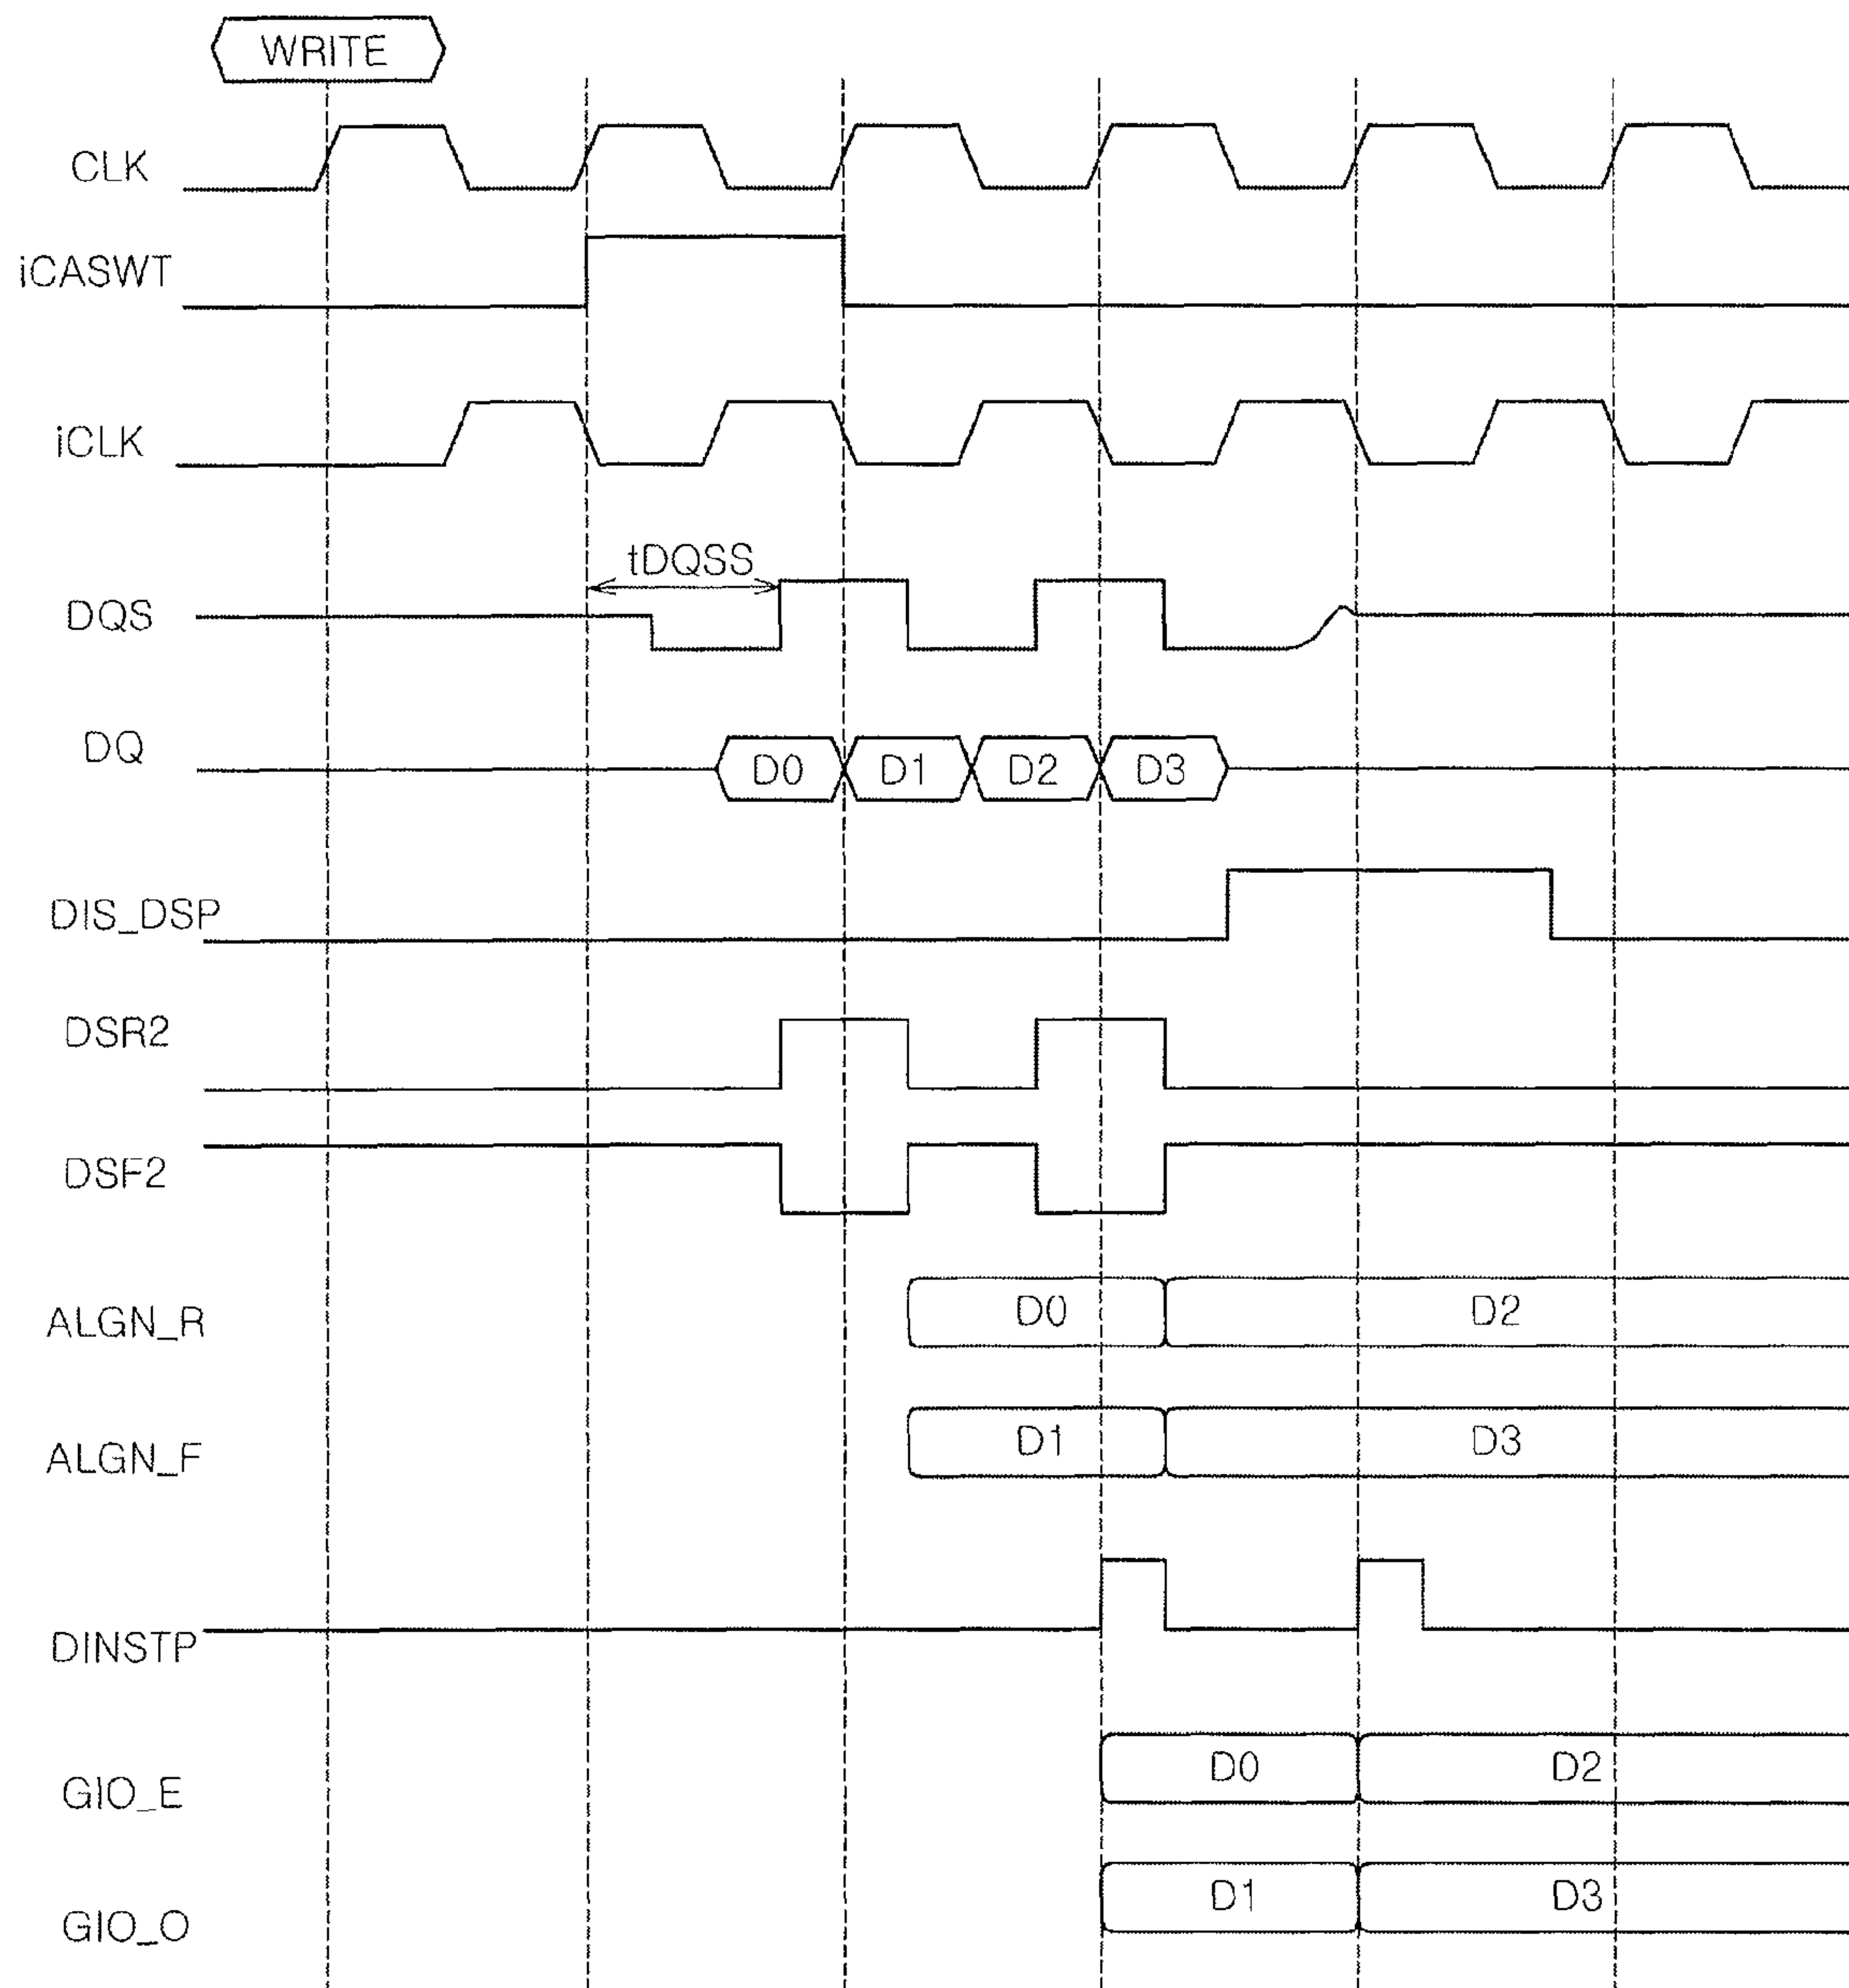 WRITE
CLK
iCASWT
iCLK
tDQSS
DQS
DQ
D0 D1 D2 D3
DIS_DSP
DSR2
DSF2
ALGN_R D0 D2
ALGN_F D1 D3
DINSTP
GIO_E D0 D2
GIO_O D1 D3